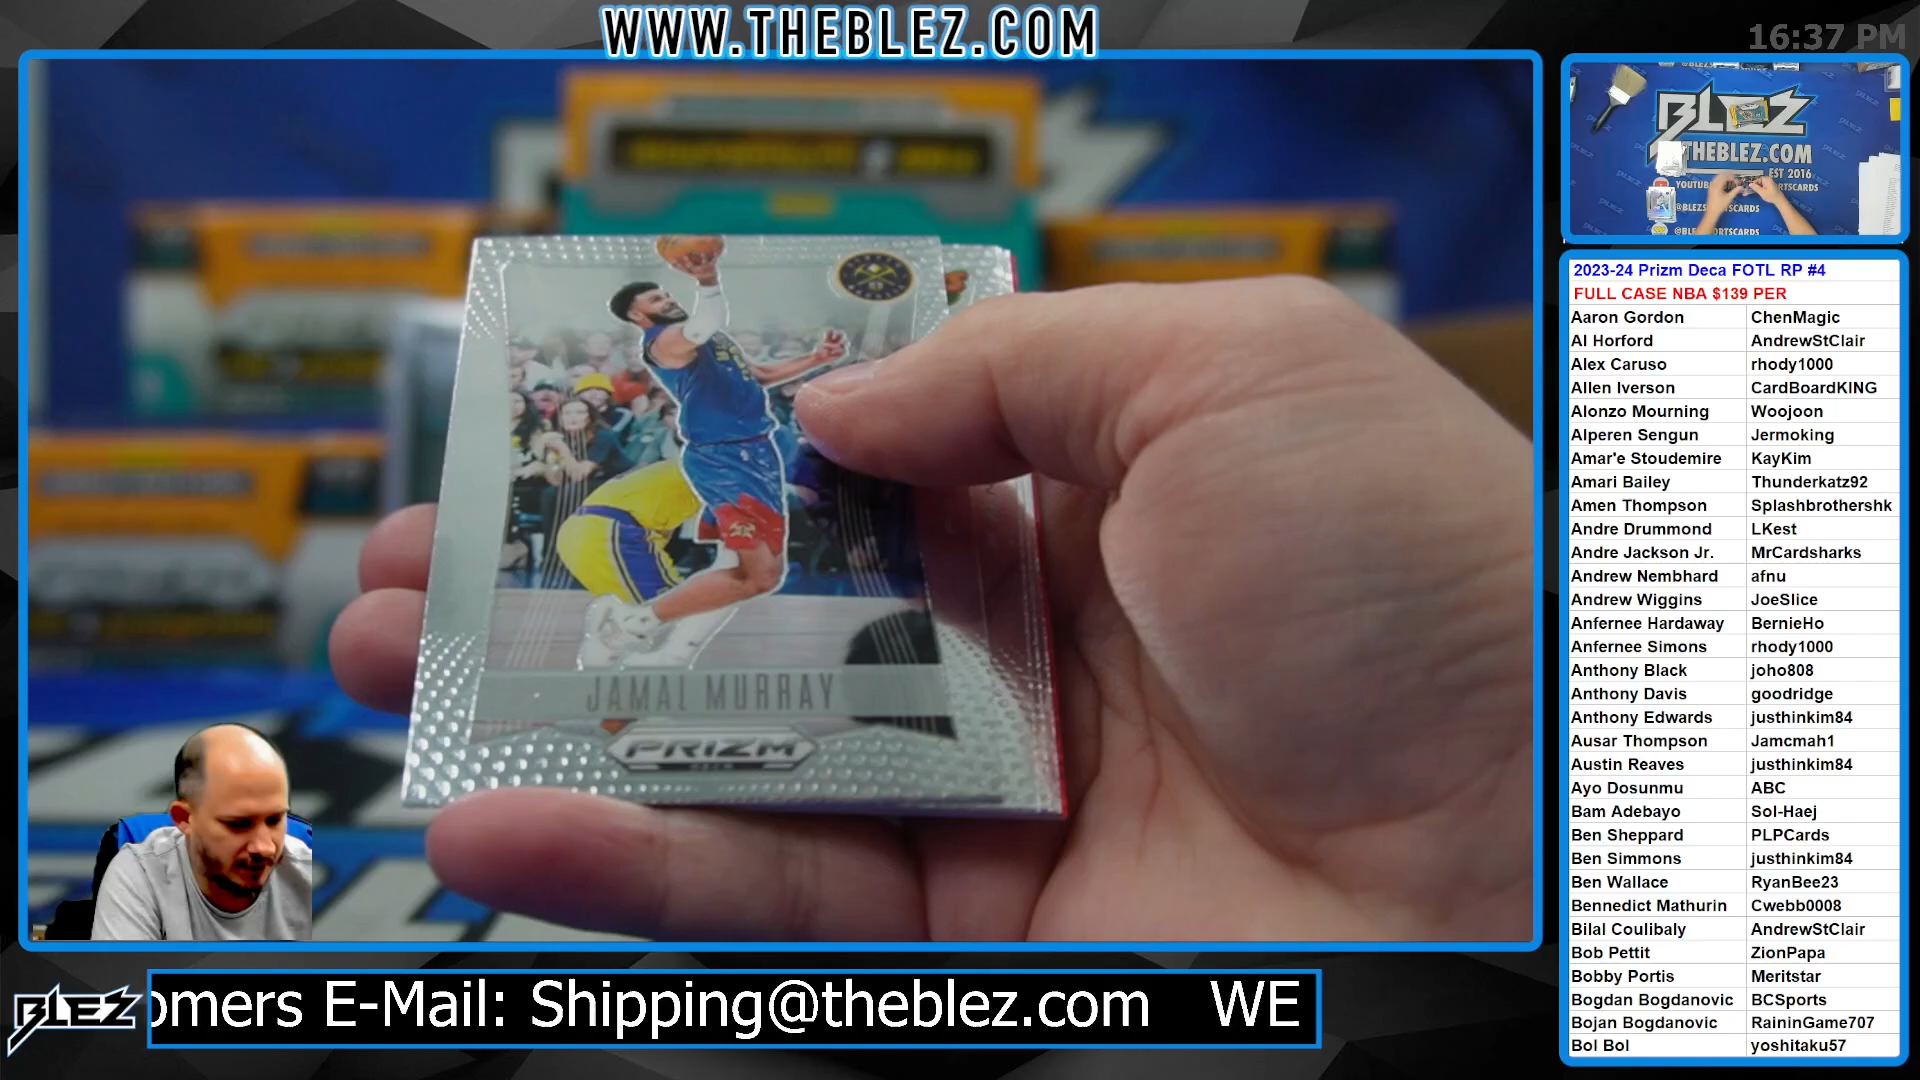 WWW.THEBLEZ.COM
16:37 PM
BLEZ
THEBLEZ.COM
EST 2016
JAMAL MURRAY
PRIZM
2023-24 Prizm Deca FOTL RP #4
FULL CASE NBA $139 PER
Aaron Gordon ChenMagic
Al Horford AndrewStClair
Alex Caruso rhody1000
Allen Iverson CardBoardKING
Alonzo Mourning Woojoon
Alperen Sengun Jermoking
Amar'e Stoudemire KayKim
Amari Bailey Thunderkatz92
Amen Thompson Splashbrothershk
Andre Drummond LKest
Andre Jackson Jr. MrCardsharks
Andrew Nembhard afnu
Andrew Wiggins JoeSlice
Anfernee Hardaway BernieHo
Anfernee Simons rhody1000
Anthony Black joho808
Anthony Davis goodridge
Anthony Edwards justhinkim84
Ausar Thompson Jamcmah1
Austin Reaves justhinkim84
Ayo Dosunmu ABC
Bam Adebayo Sol-Haej
Ben Sheppard PLPCards
Ben Simmons justhinkim84
Ben Wallace RyanBee23
Bennedict Mathurin Cwebb0008
Bilal Coulibaly AndrewStClair
Bob Pettit ZionPapa
Bobby Portis Meritstar
Bogdan Bogdanovic BCSports
Bojan Bogdanovic RaininGame707
Bol Bol yoshitaku57
BLEZ
omers E-Mail: Shipping@theblez.com WE